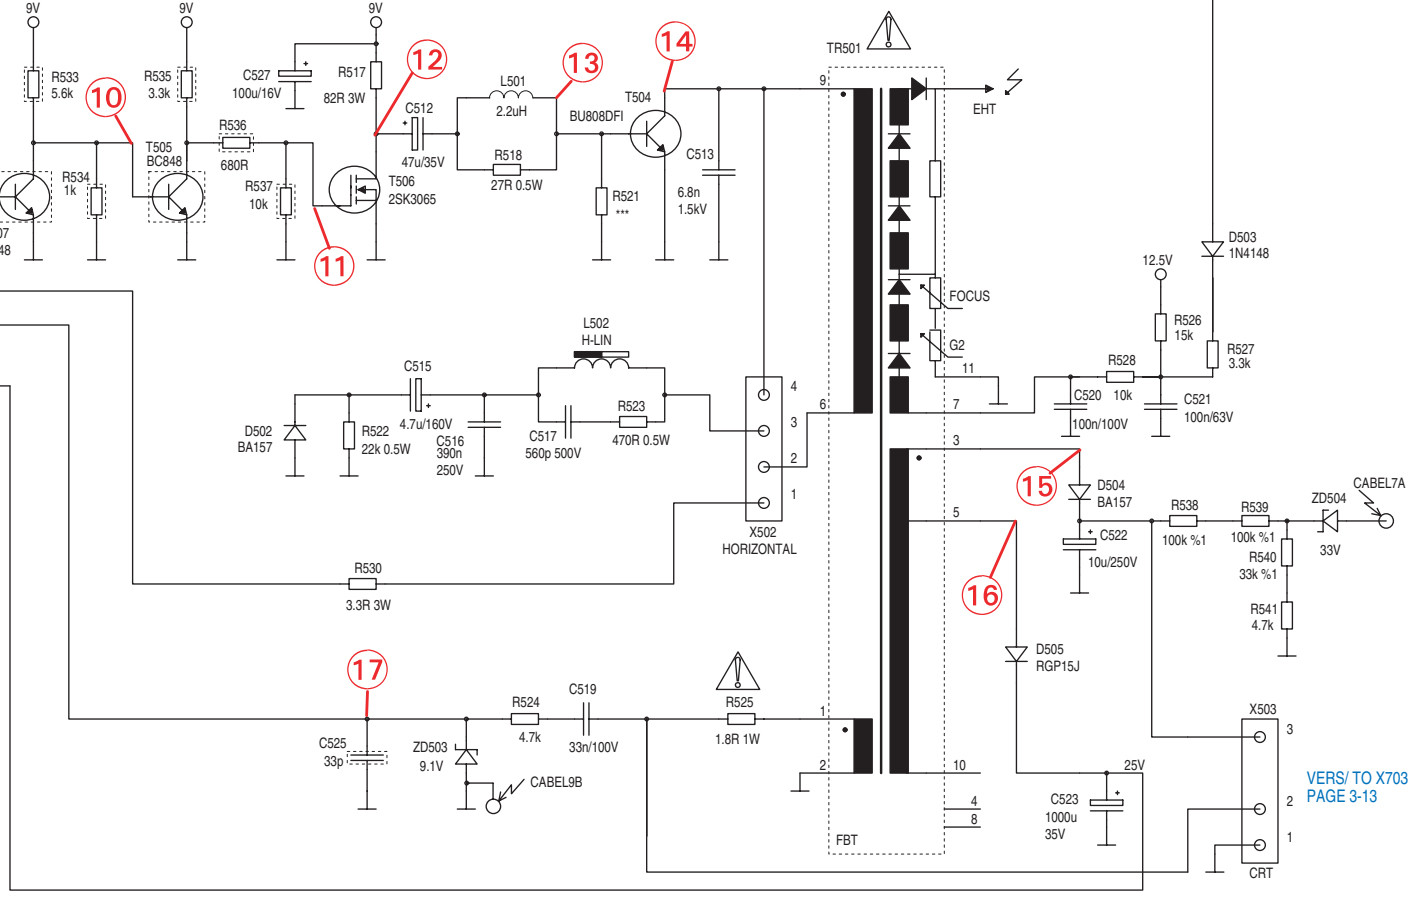 9V
9V
9V
R533
5.6k
10
R535
3.3k
C527
+
100u/16V
R517
82R 3W
12
L501
2.2uH
13
14
TR501
9
EHT
C512
+
47u/35V
R518
27R 0.5W
BU808DFI
T504
C513
6.8n
1.5kV
R536
680R
T505
BC848
R534
1k
R537
10k
T506
2SK3065
R521
***
07
48
11
FOCUS
G2
11
7
6
D503
1N4148
12.5V
R526
15k
R527
3.3k
R528
10k
C520
100n/100V
C521
100n/63V
L502
H-LIN
C515
+
4.7u/160V
D502
BA157
R522
22k 0.5W
C516
390n
250V
C517
560p 500V
R523
470R 0.5W
4
3
2
1
X502
HORIZONTAL
3
15
D504
BA157
5
C522
+
10u/250V
R538
100k %1
R539
100k %1
R540
33k %1
R541
4.7k
ZD504
33V
CABEL7A
16
D505
RGP15J
R530
3.3R 3W
17
C525
33p
ZD503
9.1V
CABEL9B
R524
4.7k
C519
33n/100V
R525
1.8R 1W
1
2
10
4
8
FBT
25V
C523
+
1000u
35V
X503
3
2
1
CRT
VERS/ TO X703
PAGE 3-13